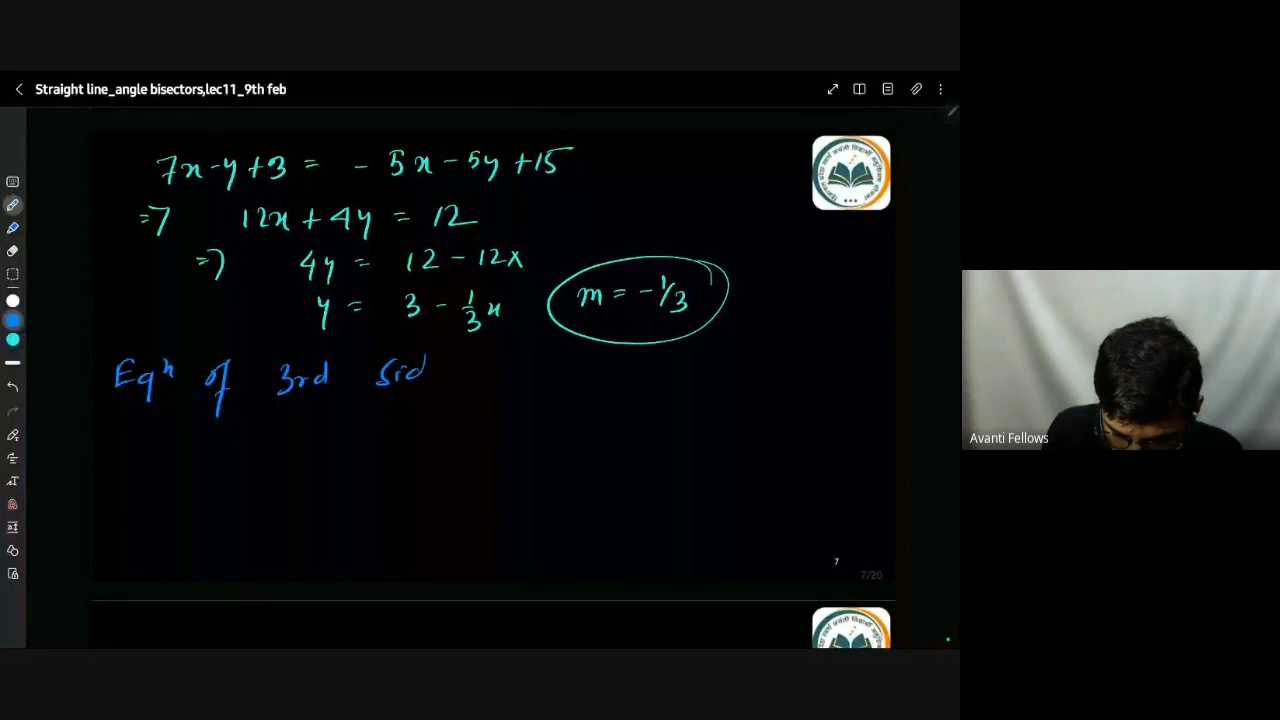 Straight line_angle bisectors,lec11_9th feb
7x-y+3 = - 5x - 5y +15
=> 12x + 4y = 12
=> 4y = 12 - 12x
y = 3 - 1/3 x
m = -1/3
Eqⁿ of 3rd Sid
Avanti Fellows
7
7/20